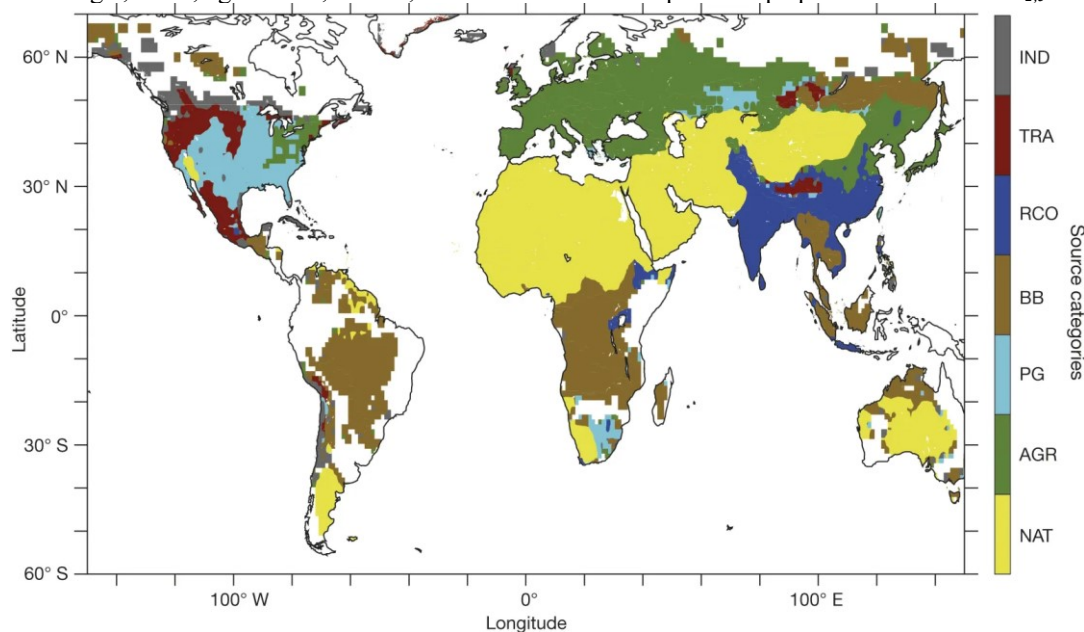 60° N
30° N
0°
30° S
60° S
Latitude
100° W
0°
100° E
Longitude
IND
TRA
RCO
BB
PG
AGR
NAT
Source categories